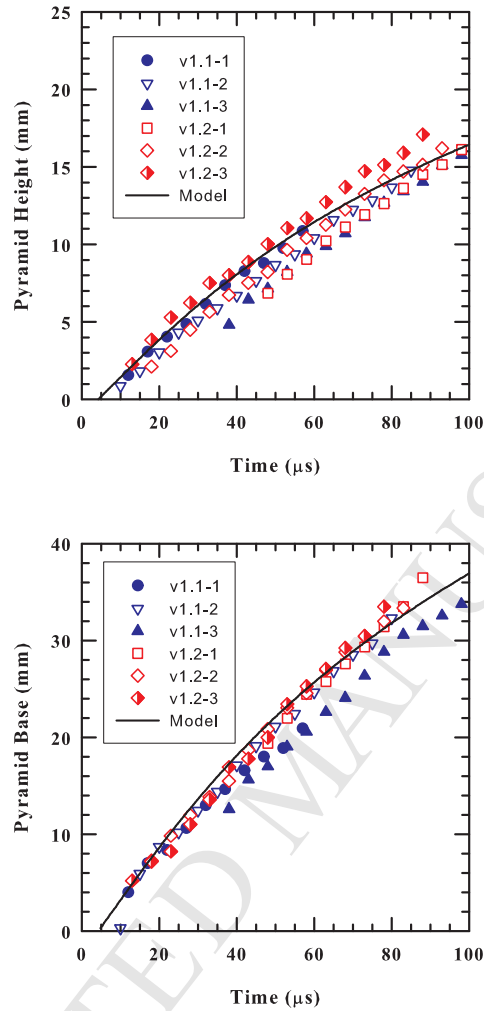 25
20
15
10
5
0
Pyramid Height (mm)
v1.1-1
v1.1-2
v1.1-3
v1.2-1
v1.2-2
v1.2-3
Model
0 20 40 60 80 100
Time (μs)
40
30
20
10
0
Pyramid Base (mm)
v1.1-1
v1.1-2
v1.1-3
v1.2-1
v1.2-2
v1.2-3
Model
0 20 40 60 80 100
Time (μs)
TED MANUS